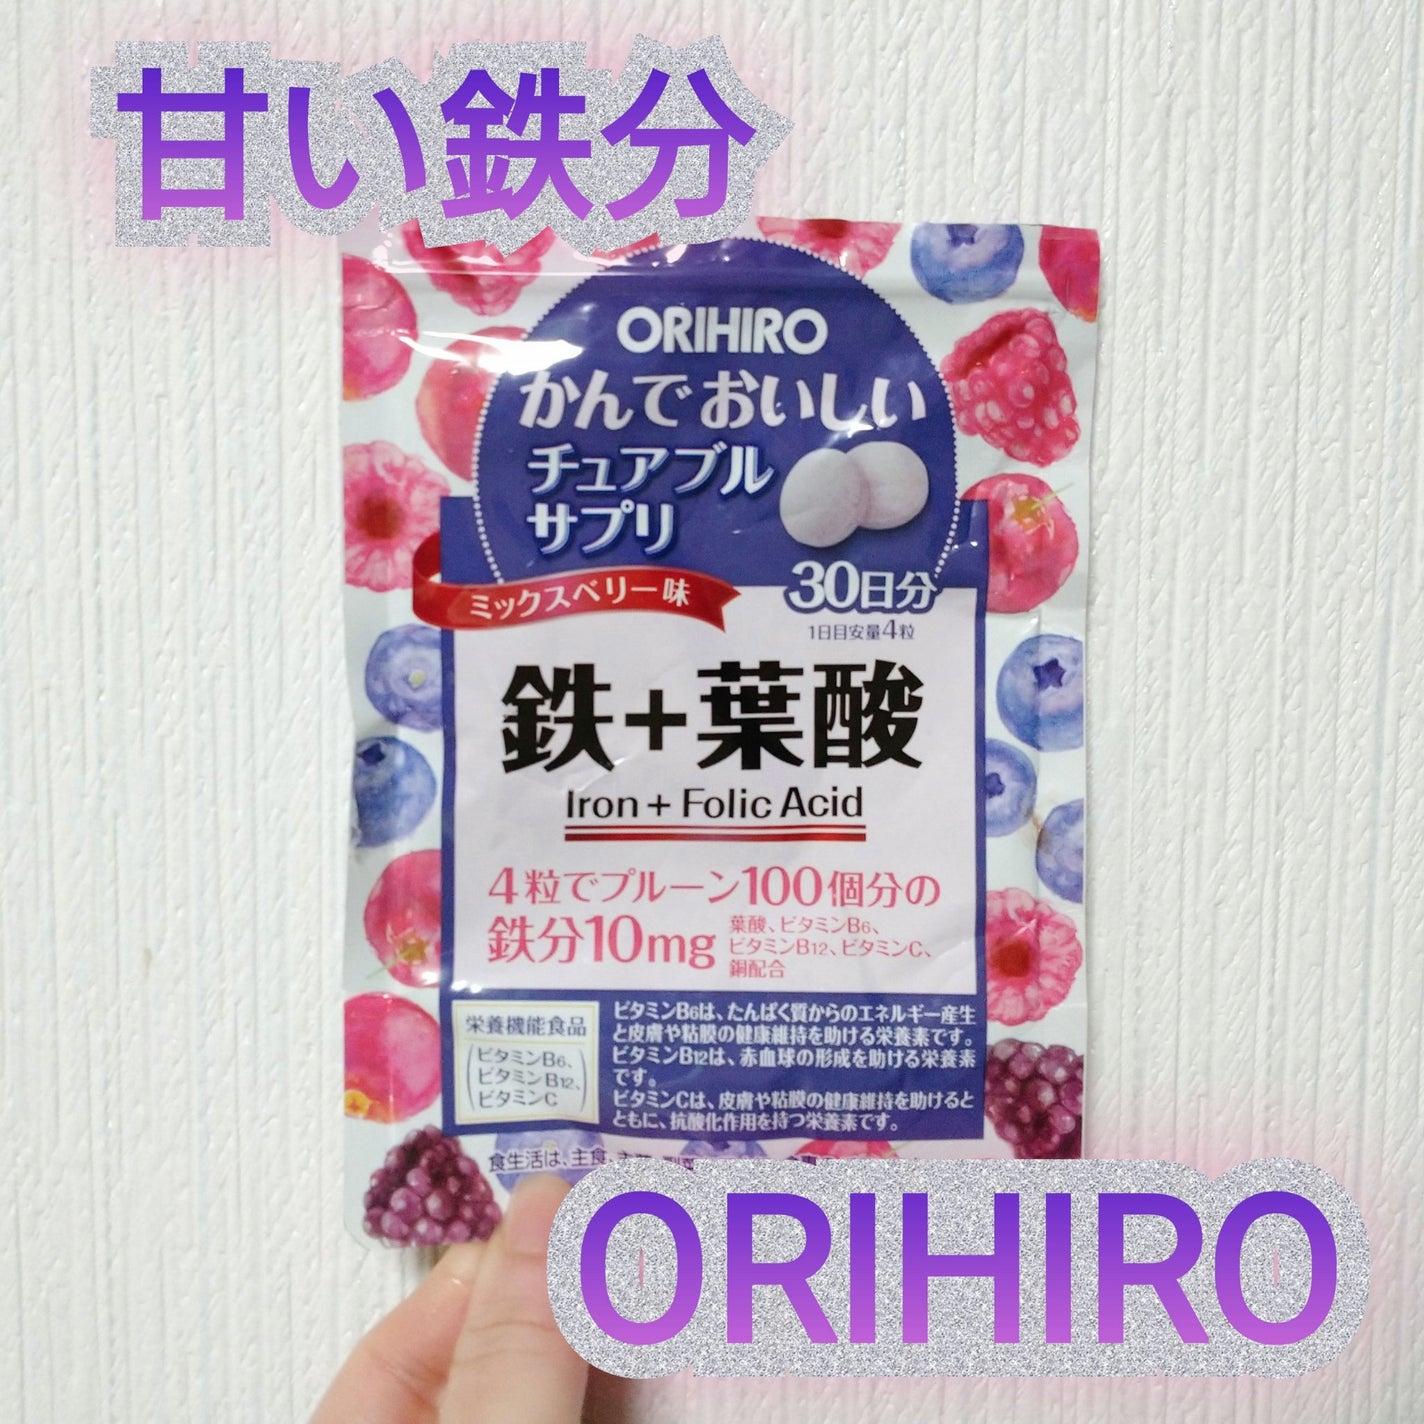 甘い鉄分
ORIHIRO
かんでおいしい
チュアブル
サプリ
ミックスベリー味
30日分
1日目安量4粒
鉄+葉酸
Iron + Folic Acid
4粒でプルーン100個分の
鉄分10mg
葉酸、ビタミンB6、
ビタミンB12、ビタミンC、
銅配合
栄養機能食品
(ビタミンB6、
ビタミンB12、
ビタミンC)
ビタミンB6は、たんぱく質からのエネルギー産生
と皮膚や粘膜の健康維持を助ける栄養素です。
ビタミンB12は、赤血球の形成を助ける栄養素
です。
ビタミンCは、皮膚や粘膜の健康維持を助けると
ともに、抗酸化作用を持つ栄養素です。
食生活は、主食、
ORIHIRO